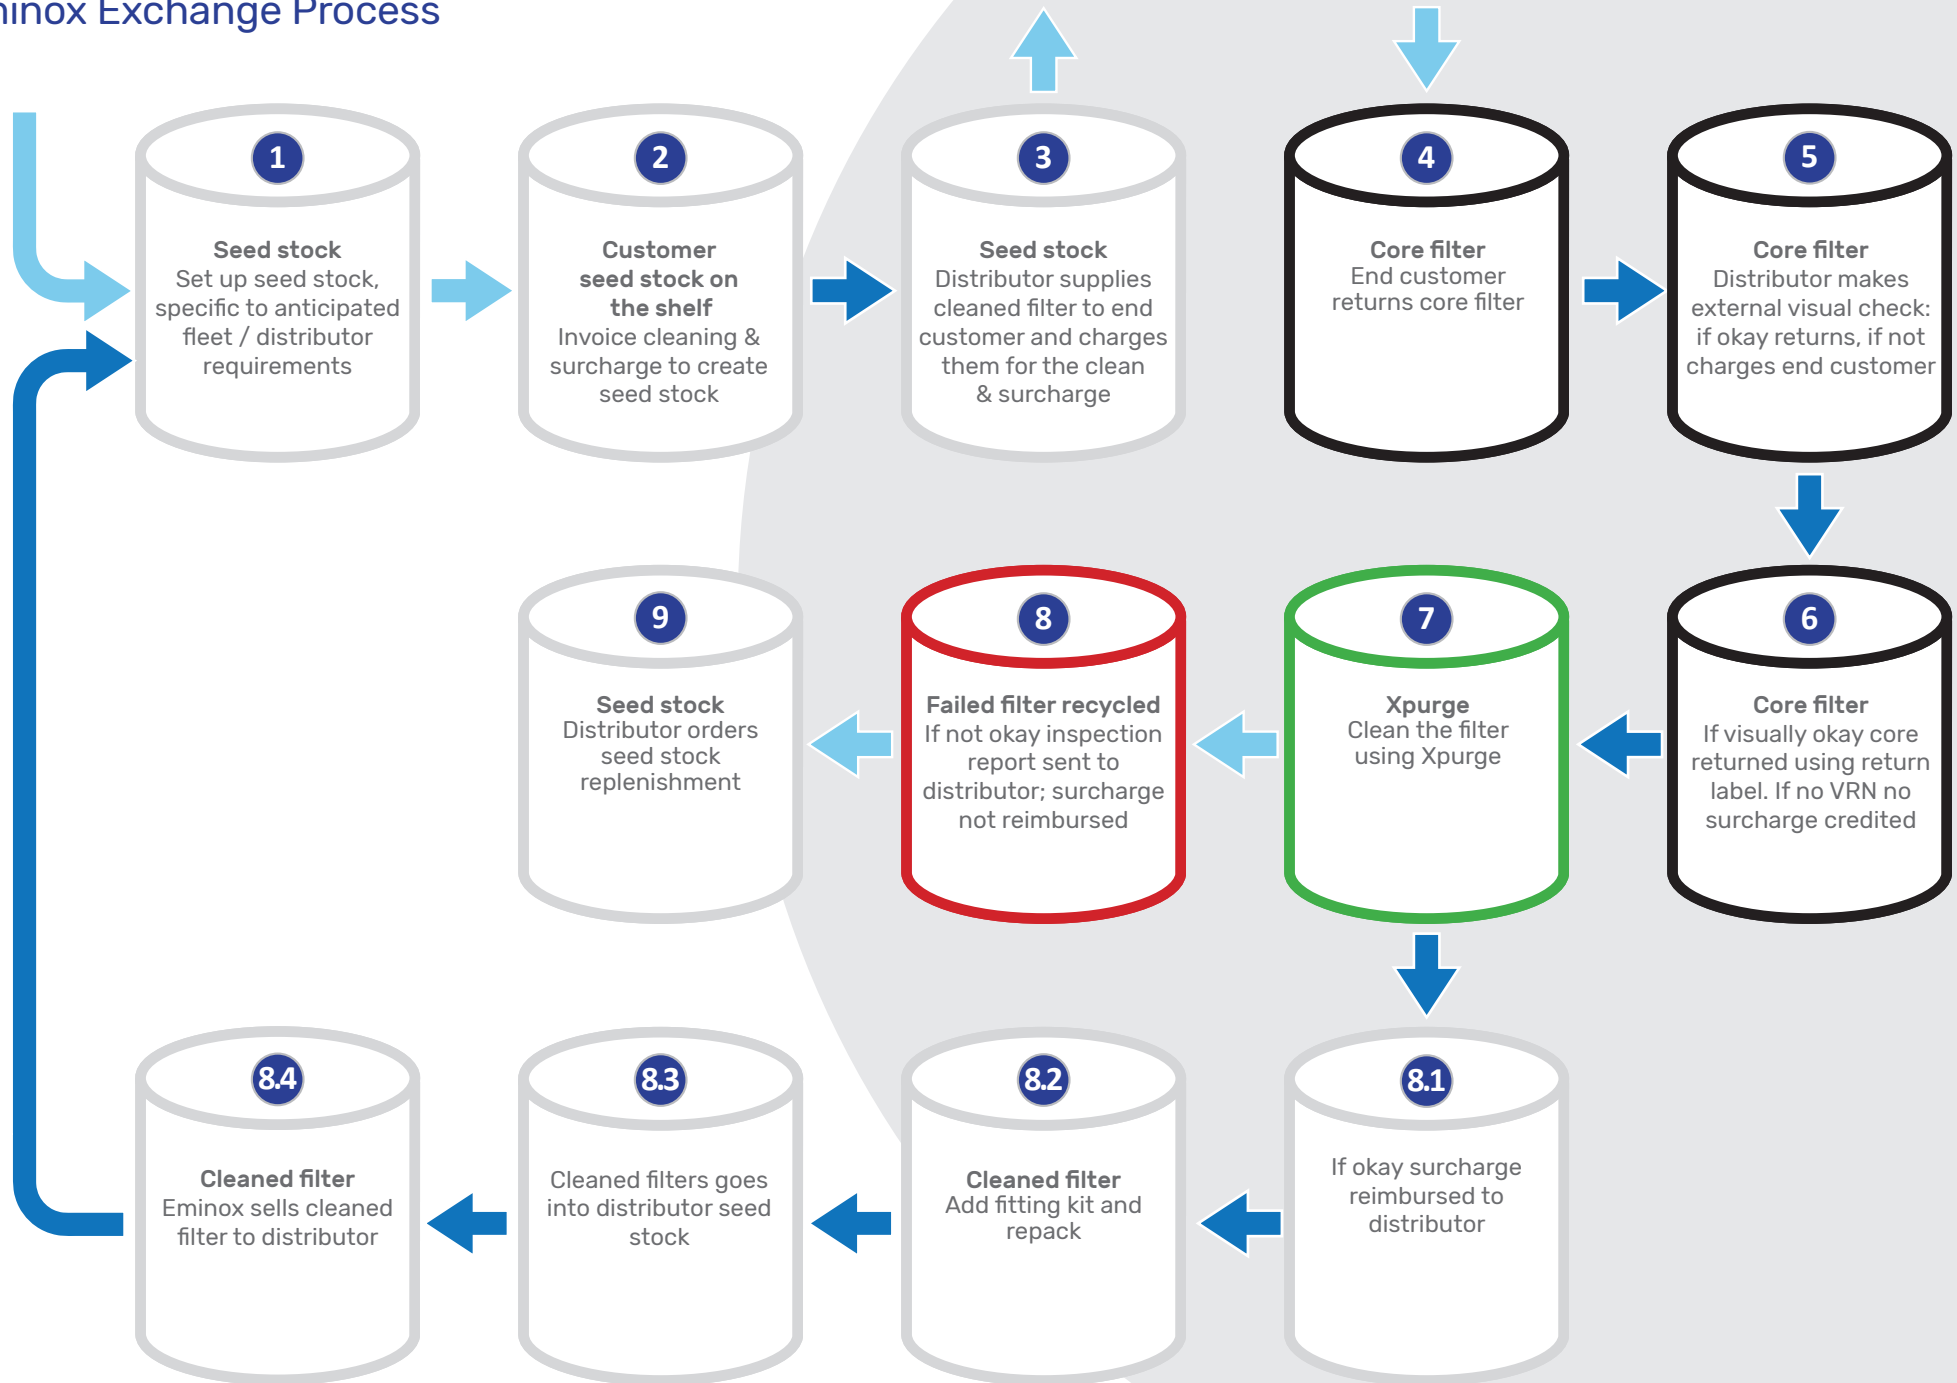 inox Exchange Process
1
Seed stock
Set up seed stock,
specific to anticipated
fleet / distributor
requirements
2
Customer
seed stock on
the shelf
Invoice cleaning &
surcharge to create
seed stock
3
Seed stock
Distributor supplies
cleaned filter to end
customer and charges
them for the clean
& surcharge
4
Core filter
End customer
returns core filter
5
Core filter
Distributor makes
external visual check:
if okay returns, if not
charges end customer
9
Seed stock
Distributor orders
seed stock
replenishment
8
Failed filter recycled
If not okay inspection
report sent to
distributor; surcharge
not reimbursed
7
Xpurge
Clean the filter
using Xpurge
6
Core filter
If visually okay core
returned using return
label. If no VRN no
surcharge credited
8.4
Cleaned filter
Eminox sells cleaned
filter to distributor
8.3
Cleaned filters goes
into distributor seed
stock
8.2
Cleaned filter
Add fitting kit and
repack
8.1
If okay surcharge
reimbursed to
distributor